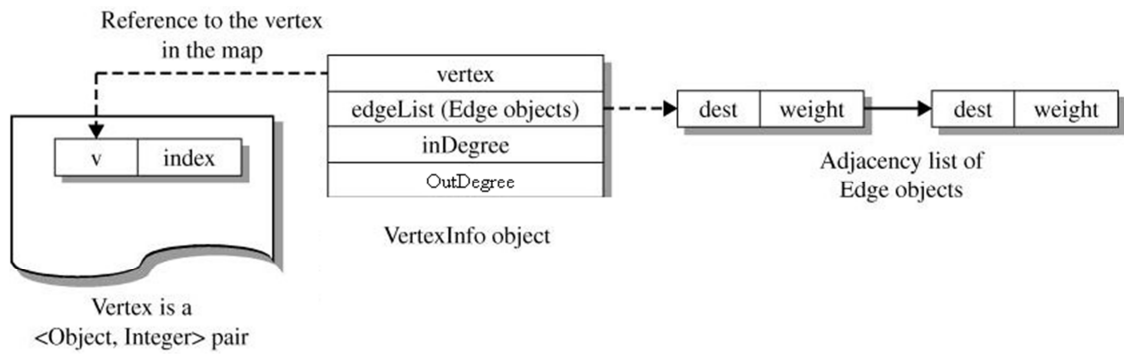 Reference to the vertex
in the map
vertex
edgeList (Edge objects)
inDegree
OutDegree
VertexInfo object
v index
Vertex is a
<Object, Integer> pair
dest weight
dest weight
Adjacency list of
Edge objects